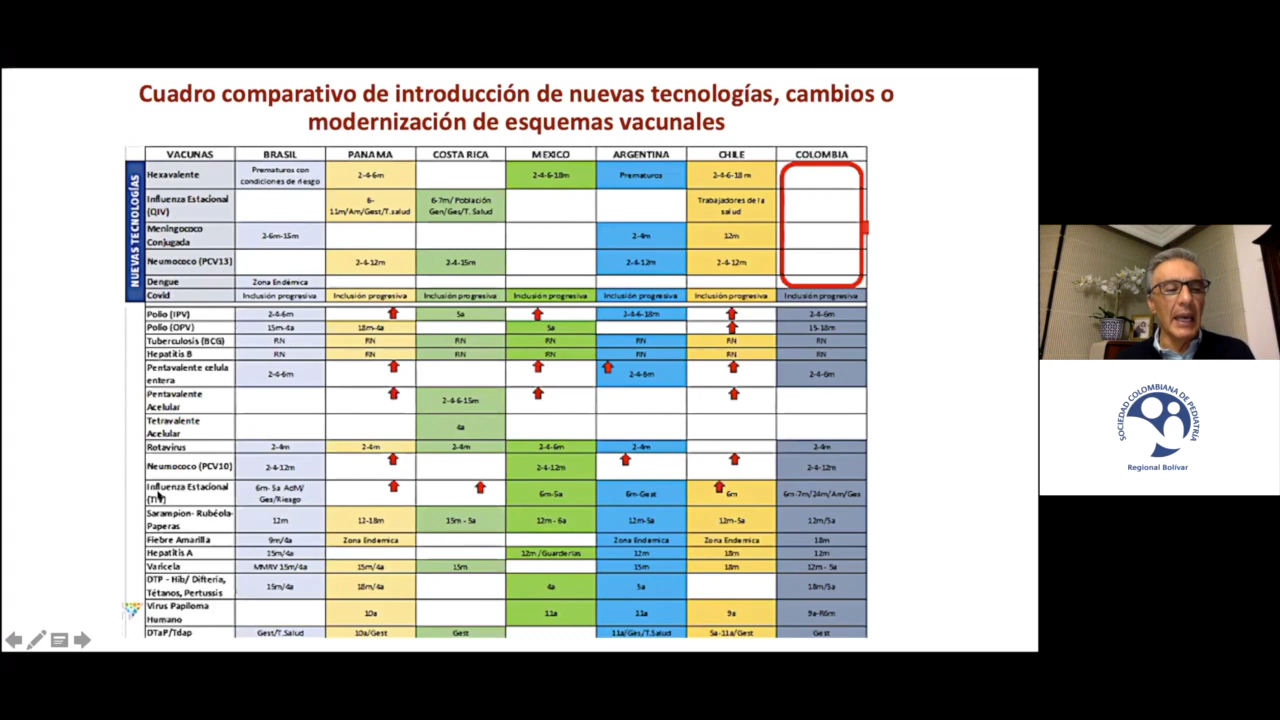 Cuadro comparativo de introducción de nuevas tecnologías, cambios o
modernización de esquemas vacunales
VACUNAS BRASIL PANAMA COSTA RICA MEXICO ARGENTINA CHILE COLOMBIA
NUEVAS TECNOLOGÍAS
Hexavalente Prematuros con condiciones de riesgo 2-4-6m 2-4-6-18m Prematuros 2-4-6-18 m
Influenza Estacional (QIV) 6-11m/Am/Gest/T.salud 6-7m/ Población Gen/Ges/T. Salud Trabajadores de la salud
Meningococo Conjugada 2-6m-15m 2-4m 12m
Neumococo (PCV13) 2-4-12m 2-4-15m 2-4-12m 2-4-12m
Dengue Zona Endémica
Covid Inclusión progresiva Inclusión progresiva Inclusión progresiva Inclusión progresiva Inclusión progresiva Inclusión progresiva Inclusión progresiva
Polio (IPV) 2-4-6m 5a 2-4-6-18m 2-4-6m
Polio (OPV) 15m-4a 18m-4a 5a 15-18m
Tuberculosis (BCG) RN RN RN RN RN RN RN
Hepatitis B RN RN RN RN RN RN RN
Pentavalente celula entera 2-4-6m 2-4-6m 2-4-6m
Pentavalente Acelular 2-4-6-15m
Tetravalente Acelular 4a
Rotavirus 2-4m 2-4m 2-4m 2-4-6m 2-4m 2-4m
Neumococo (PCV10) 2-4-12m 2-4-12m 2-4-12m
Influenza Estacional (TIV) 6m- 5a AdM/ Ges/Riesgo 6m-5a 6m-Gest 6m 6m-7m/24m/Am/Ges
Sarampion- Rubéola- Paperas 12m 12-18m 15m - 5a 12m - 6a 12m-5a 12m-5a 12m/5a
Fiebre Amarilla 9m/4a Zona Endemica Zona Endemica Zona Endemica 18m
Hepatitis A 15m/4a 12m /Guarderias 12m 18m 12m
Varicela MMRV 15m/4a 15m/4a 15m 15m 18m 12m - 5a
DTP - Hib/ Difteria, Tétanos, Pertussis 15m/4a 18m/4a 4a 5a 18m/5a
Virus Papiloma Humano 10a 11a 11a 9a 9a-R6m
DTaP/Tdap Gest/T.Salud 10a/Gest Gest 11a/Ges/T.Salud 5a-11a/Gest Gest
SOCIEDAD COLOMBIANA DE PEDIATRÍA
Regional Bolívar